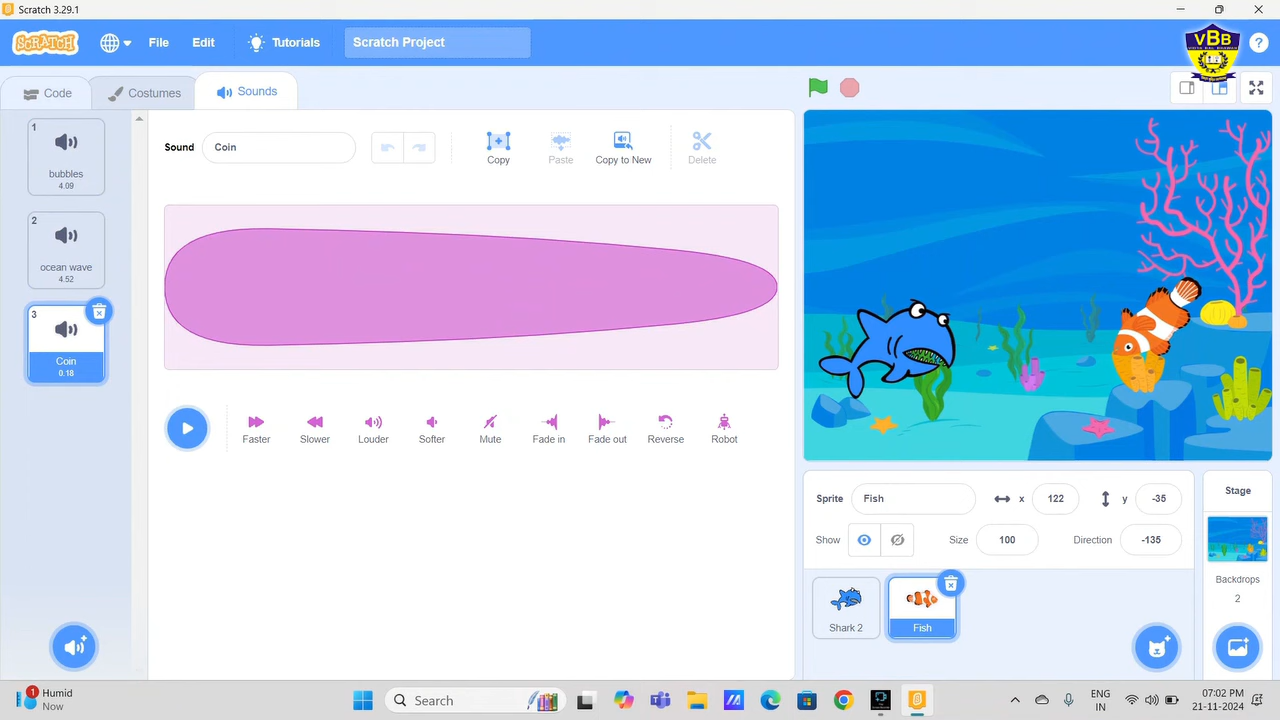 Scratch 3.29.1
SCRATCH
File
Edit
Tutorials
Scratch Project
VBB
?
Code
Costumes
Sounds
1
bubbles
4.09
2
ocean wave
4.52
3
Coin
0.18
Sound
Coin
Copy
Paste
Copy to New
Delete
Faster
Slower
Louder
Softer
Mute
Fade in
Fade out
Reverse
Robot
Sprite
Fish
x
122
y
-35
Show
Size
100
Direction
-135
Shark 2
Fish
Stage
Backdrops
2
1
Humid
Now
Search
ENG
IN
07:02 PM
21-11-2024